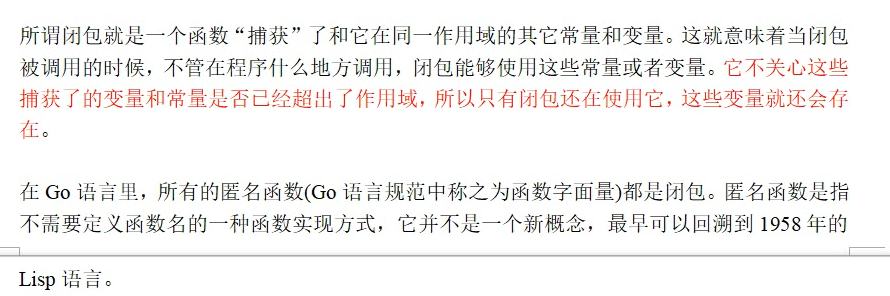 所谓闭包就是一个函数“捕获”了和它在同一作用域的其它常量和变量。这就意味着当闭包
被调用的时候，不管在程序什么地方调用，闭包能够使用这些常量或者变量。它不关心这些
捕获了的变量和常量是否已经超出了作用域，所以只有闭包还在使用它，这些变量就还会存
在。
在 Go 语言里，所有的匿名函数(Go 语言规范中称之为函数字面量)都是闭包。匿名函数是指
不需要定义函数名的一种函数实现方式，它并不是一个新概念，最早可以回溯到 1958 年的
Lisp 语言。